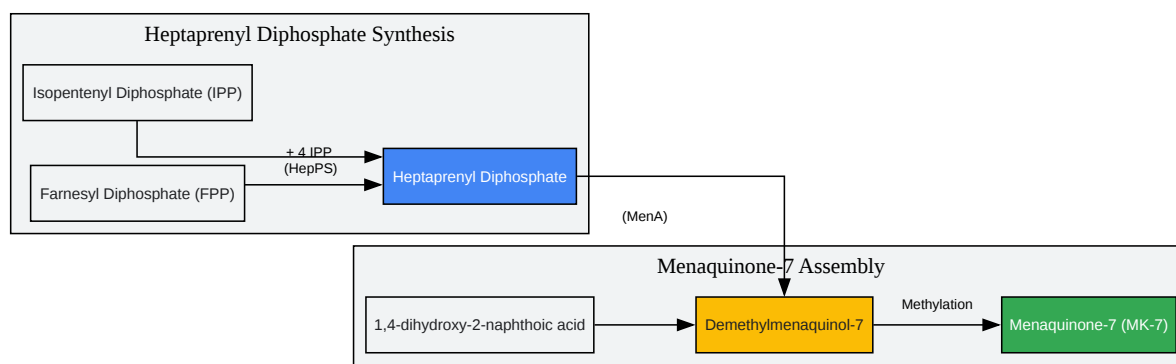 Heptaprenyl Diphosphate Synthesis
Isopentenyl Diphosphate (IPP)
+ 4 IPP
(HepPS)
Farnesyl Diphosphate (FPP)
Heptaprenyl Diphosphate
(MenA)
Menaquinone-7 Assembly
1,4-dihydroxy-2-naphthoic acid
Demethylmenaquinol-7
Methylation
Menaquinone-7 (MK-7)